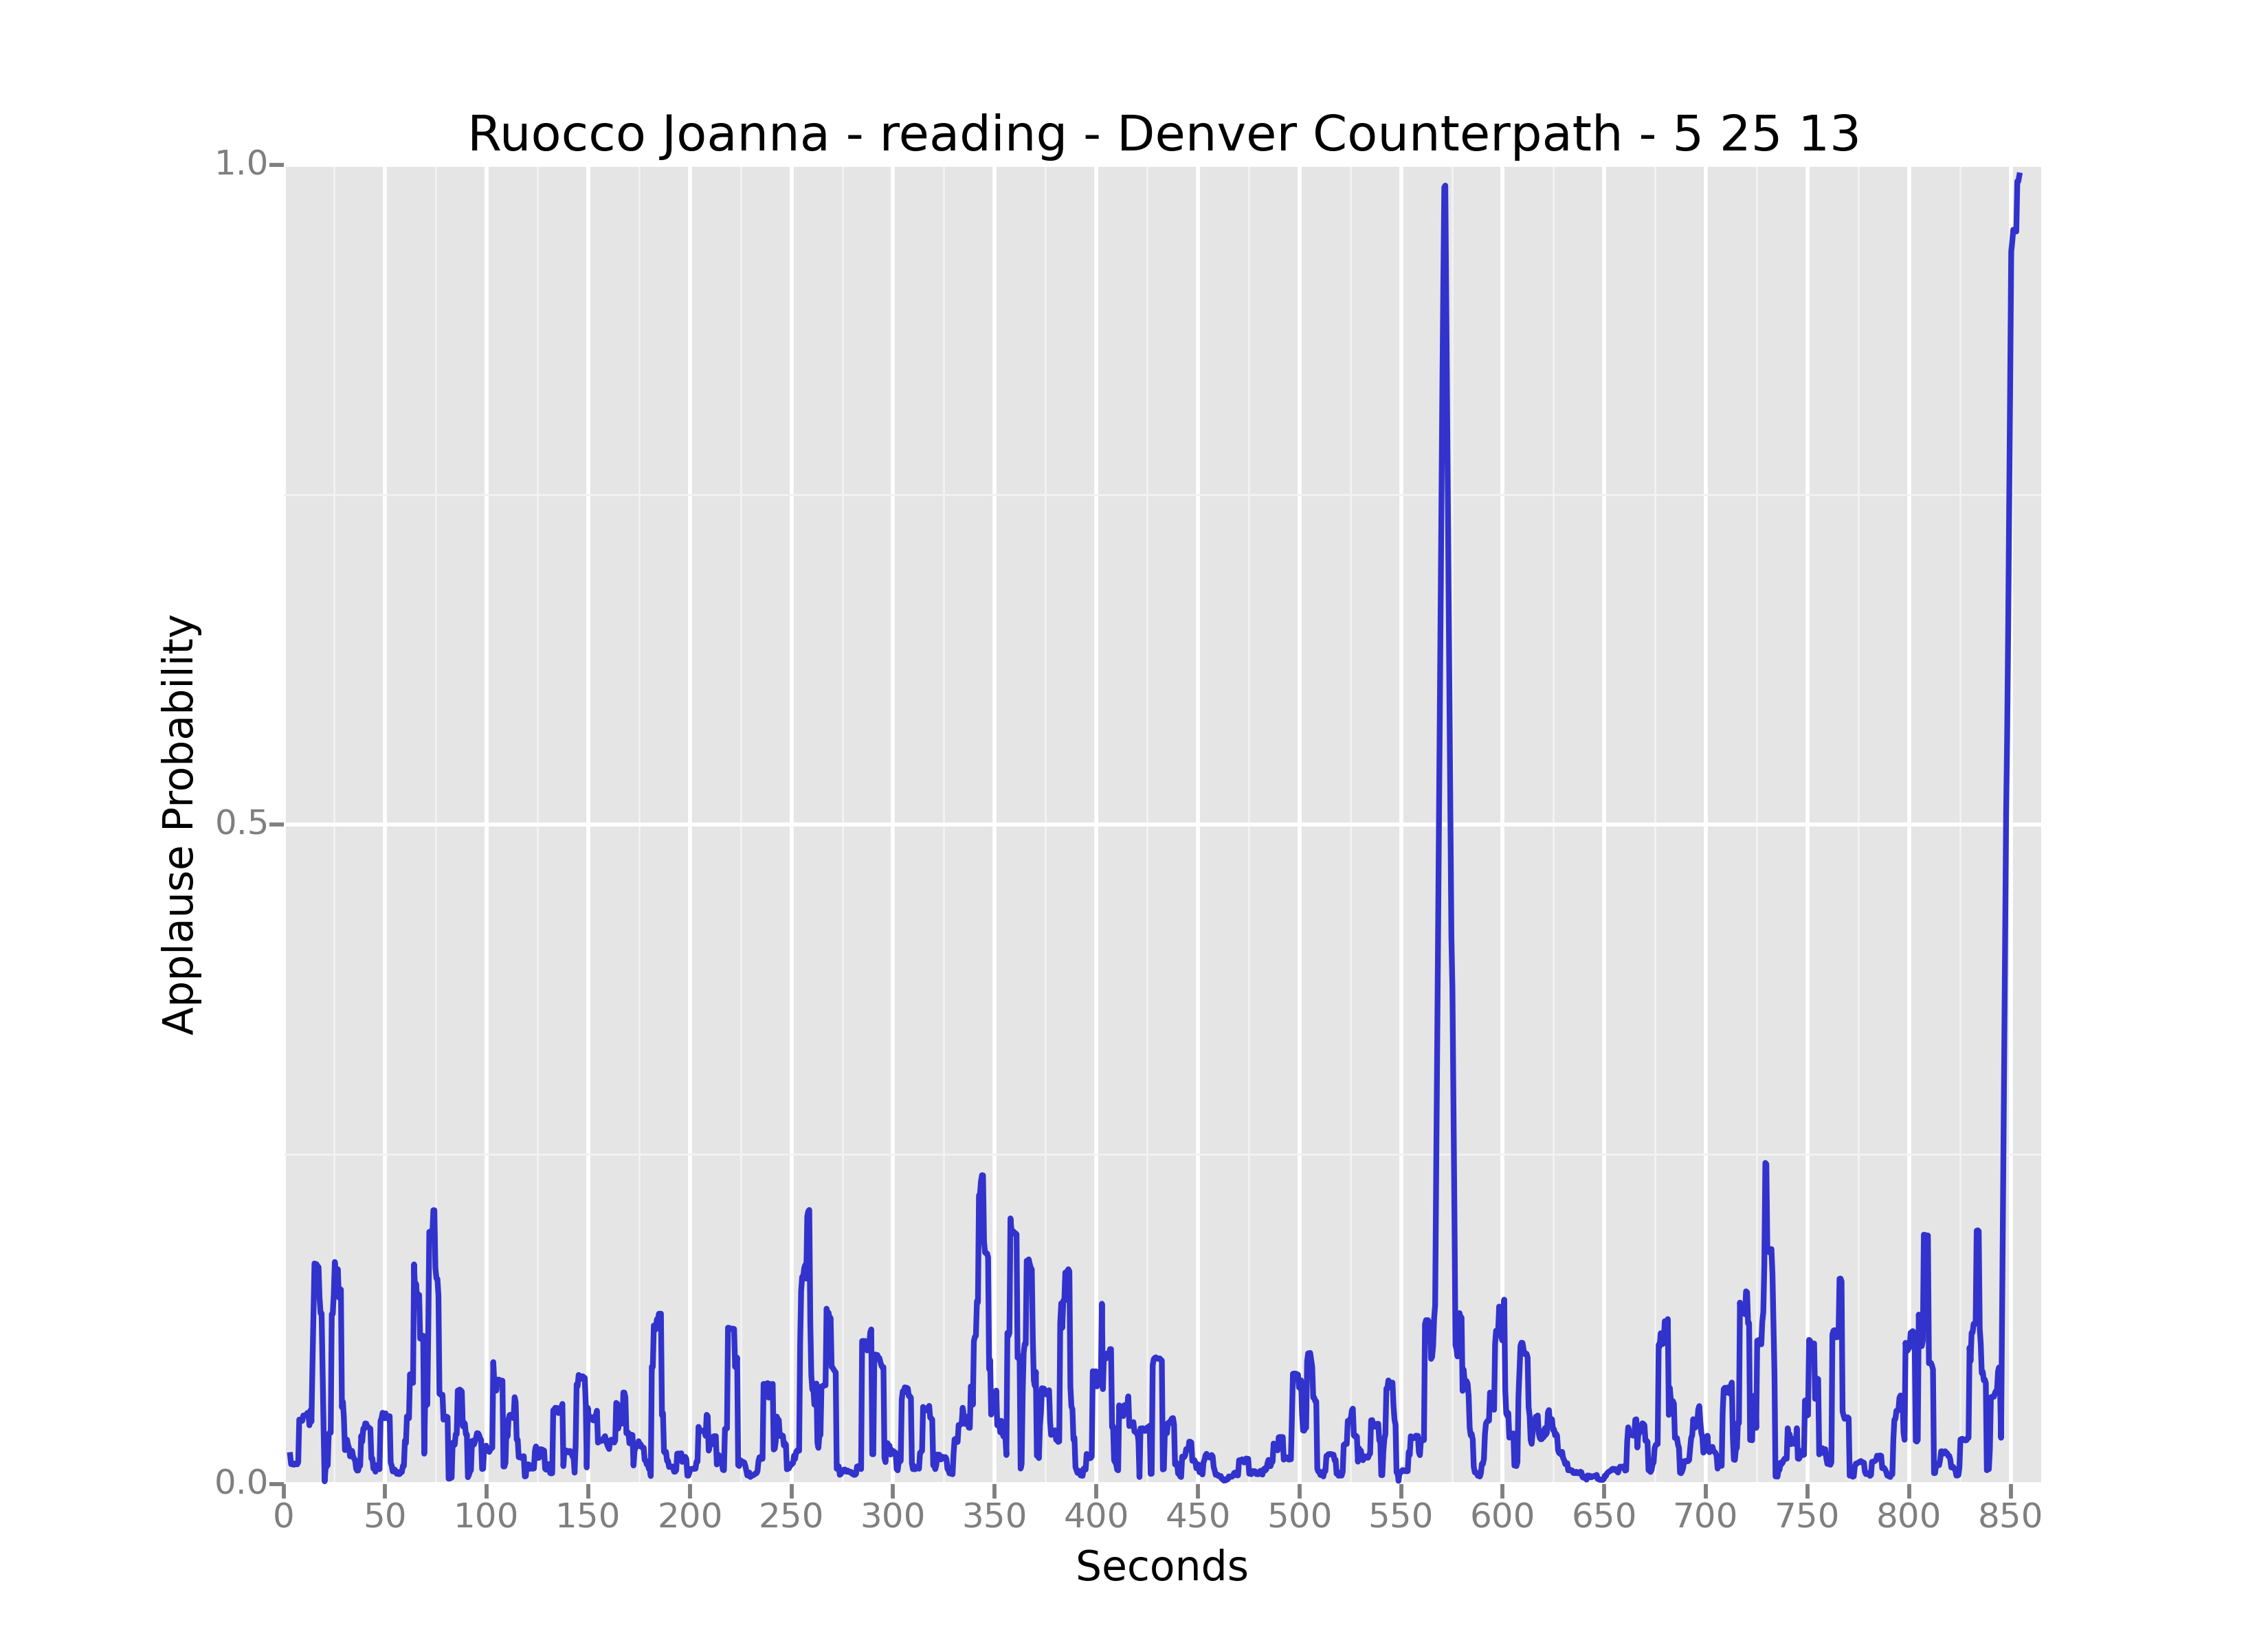 Ruocco Joanna - reading - Denver Counterpath - 5 25 13
1.0
0.5
0.0
Applause Probability
0 50 100 150 200 250 300 350 400 450 500 550 600 650 700 750 800 850
Seconds